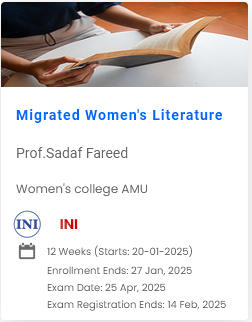 Migrated Women's Literature
Prof.Sadaf Fareed
Women's college AMU
INI INI
12 Weeks (Starts: 20-01-2025)
Enrollment Ends: 27 Jan, 2025
Exam Date: 25 Apr, 2025
Exam Registration Ends: 14 Feb, 2025